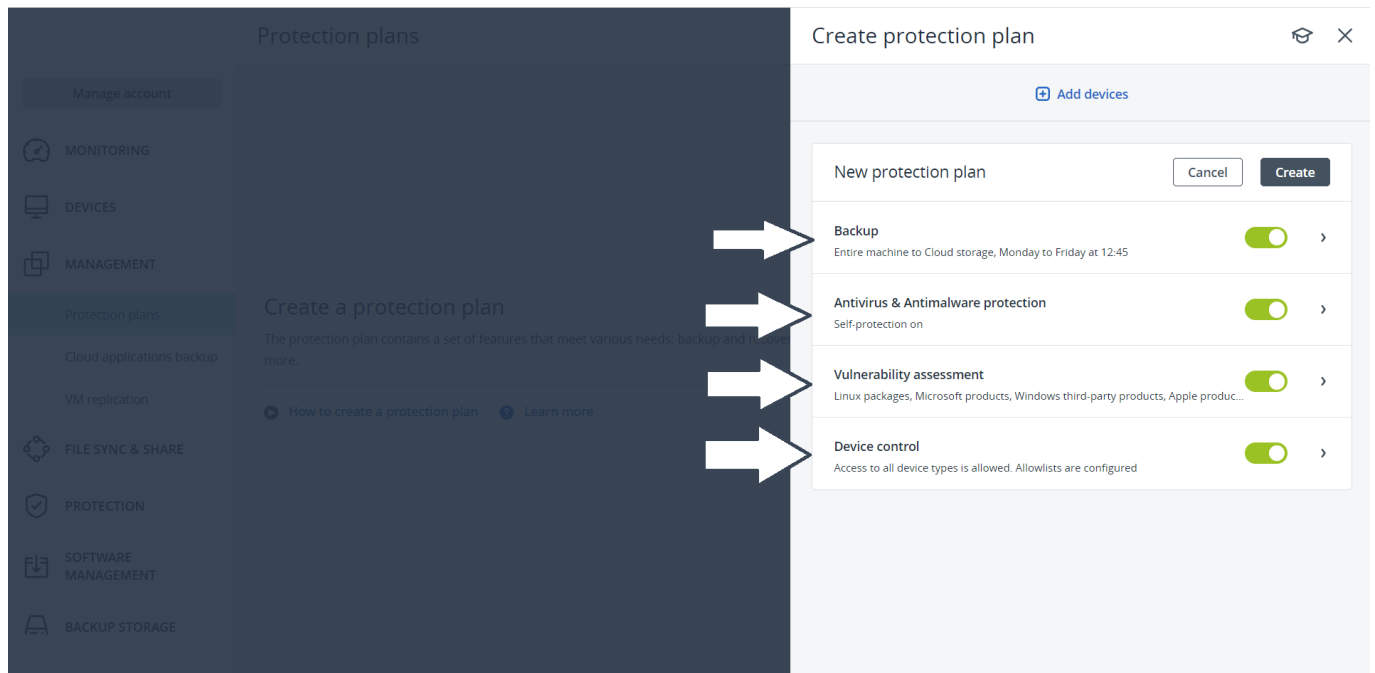 Protection plans
Manage account
MONITORING
DEVICES
MANAGEMENT
Protection plans
Cloud applications backup
VM replication
FILE SYNC & SHARE
PROTECTION
SOFTWARE
MANAGEMENT
BACKUP STORAGE
Create a protection plan
The protection plan contains a set of features that meet various needs: backup and recover
more.
How to create a protection plan
Learn more
Create protection plan
Add devices
New protection plan
Cancel
Create
Backup
Entire machine to Cloud storage, Monday to Friday at 12:45
Antivirus & Antimalware protection
Self-protection on
Vulnerability assessment
Linux packages, Microsoft products, Windows third-party products, Apple produc...
Device control
Access to all device types is allowed. Allowlists are configured